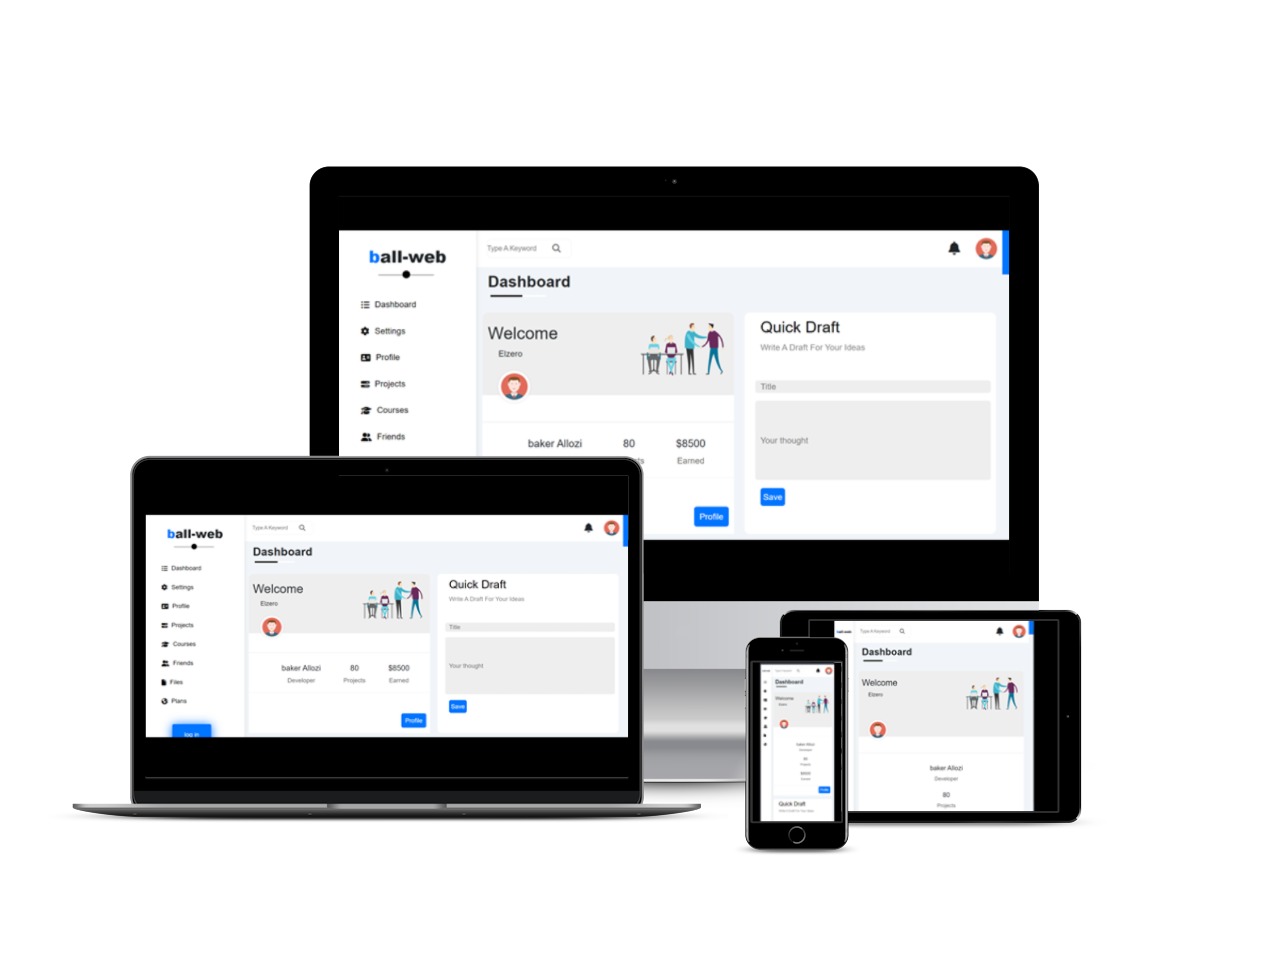 ball-web
Type A Keyword
Dashboard
Dashboard
Settings
Profile
Projects
Courses
Friends
Welcome
Elzero
baker Allozi
80
$8500
Earned
Profile
Quick Draft
Write A Draft For Your Ideas
Title
Your thought
Save
ball-web
Type A Keyword
Dashboard
Dashboard
Settings
Profile
Projects
Courses
Friends
Files
Plans
log in
Welcome
Elzero
baker Allozi
Developer
80
Projects
$8500
Earned
Profile
Quick Draft
Write A Draft For Your Ideas
Title
Your thought
Save
Dashboard
Welcome
baker Allozi
Developer
80
Projects
$8500
Earned
Quick Draft
ball-web
Type A Keyword
Dashboard
Welcome
Elzero
baker Allozi
Developer
80
Projects